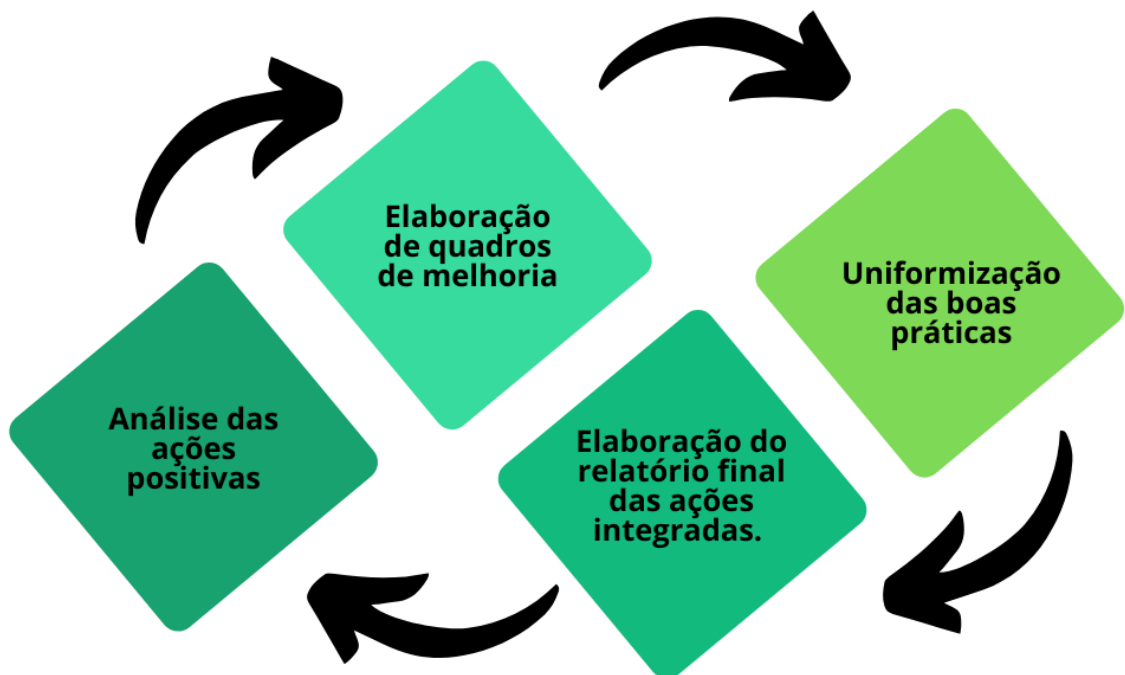 Elaboração
de quadros
de melhoria
Uniformização
das boas
práticas
Análise das
ações
positivas
Elaboração do
relatório final
das ações
integradas.